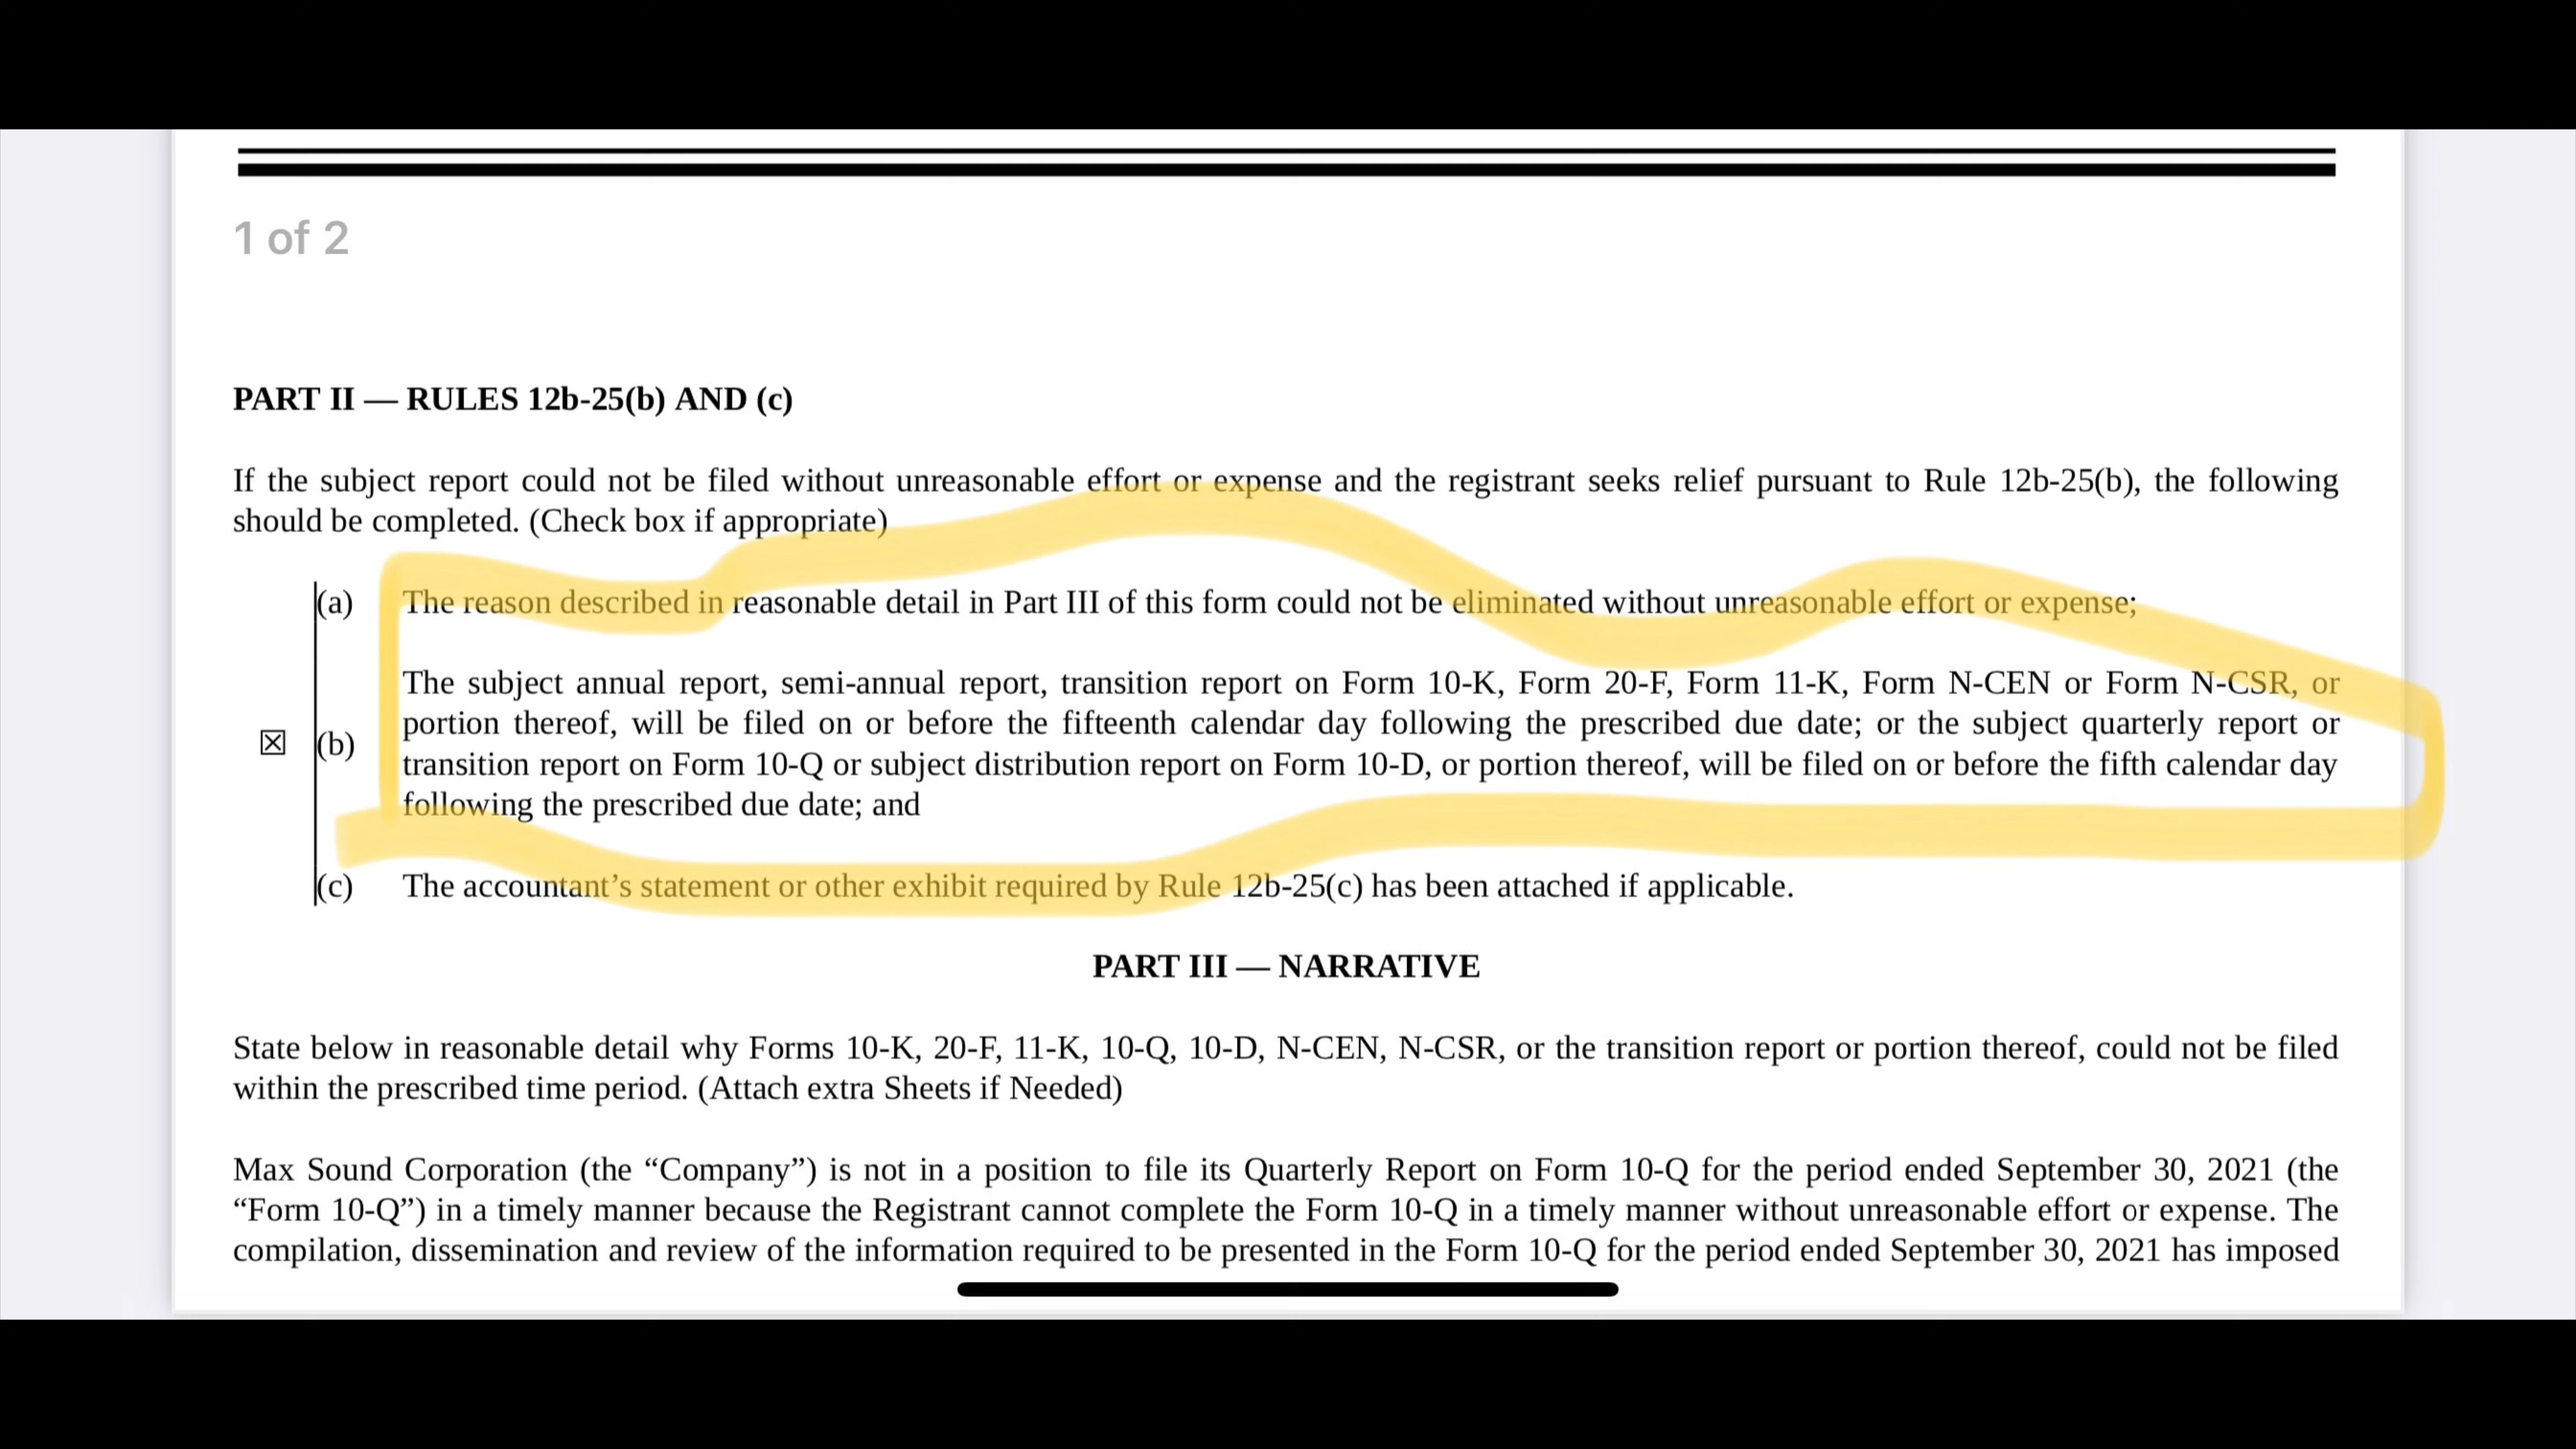 1 of 2
PART II — RULES 12b-25(b) AND (c)
If the subject report could not be filed without unreasonable effort or expense and the registrant seeks relief pursuant to Rule 12b-25(b), the following
should be completed. (Check box if appropriate)
(a) The reason described in reasonable detail in Part III of this form could not be eliminated without unreasonable effort or expense;
The subject annual report, semi-annual report, transition report on Form 10-K, Form 20-F, Form 11-K, Form N-CEN or Form N-CSR, or
portion thereof, will be filed on or before the fifteenth calendar day following the prescribed due date; or the subject quarterly report or
☒ (b)
transition report on Form 10-Q or subject distribution report on Form 10-D, or portion thereof, will be filed on or before the fifth calendar day
following the prescribed due date; and
(c) The accountant’s statement or other exhibit required by Rule 12b-25(c) has been attached if applicable.
PART III — NARRATIVE
State below in reasonable detail why Forms 10-K, 20-F, 11-K, 10-Q, 10-D, N-CEN, N-CSR, or the transition report or portion thereof, could not be filed
within the prescribed time period. (Attach extra Sheets if Needed)
Max Sound Corporation (the “Company”) is not in a position to file its Quarterly Report on Form 10-Q for the period ended September 30, 2021 (the
“Form 10-Q”) in a timely manner because the Registrant cannot complete the Form 10-Q in a timely manner without unreasonable effort or expense. The
compilation, dissemination and review of the information required to be presented in the Form 10-Q for the period ended September 30, 2021 has imposed